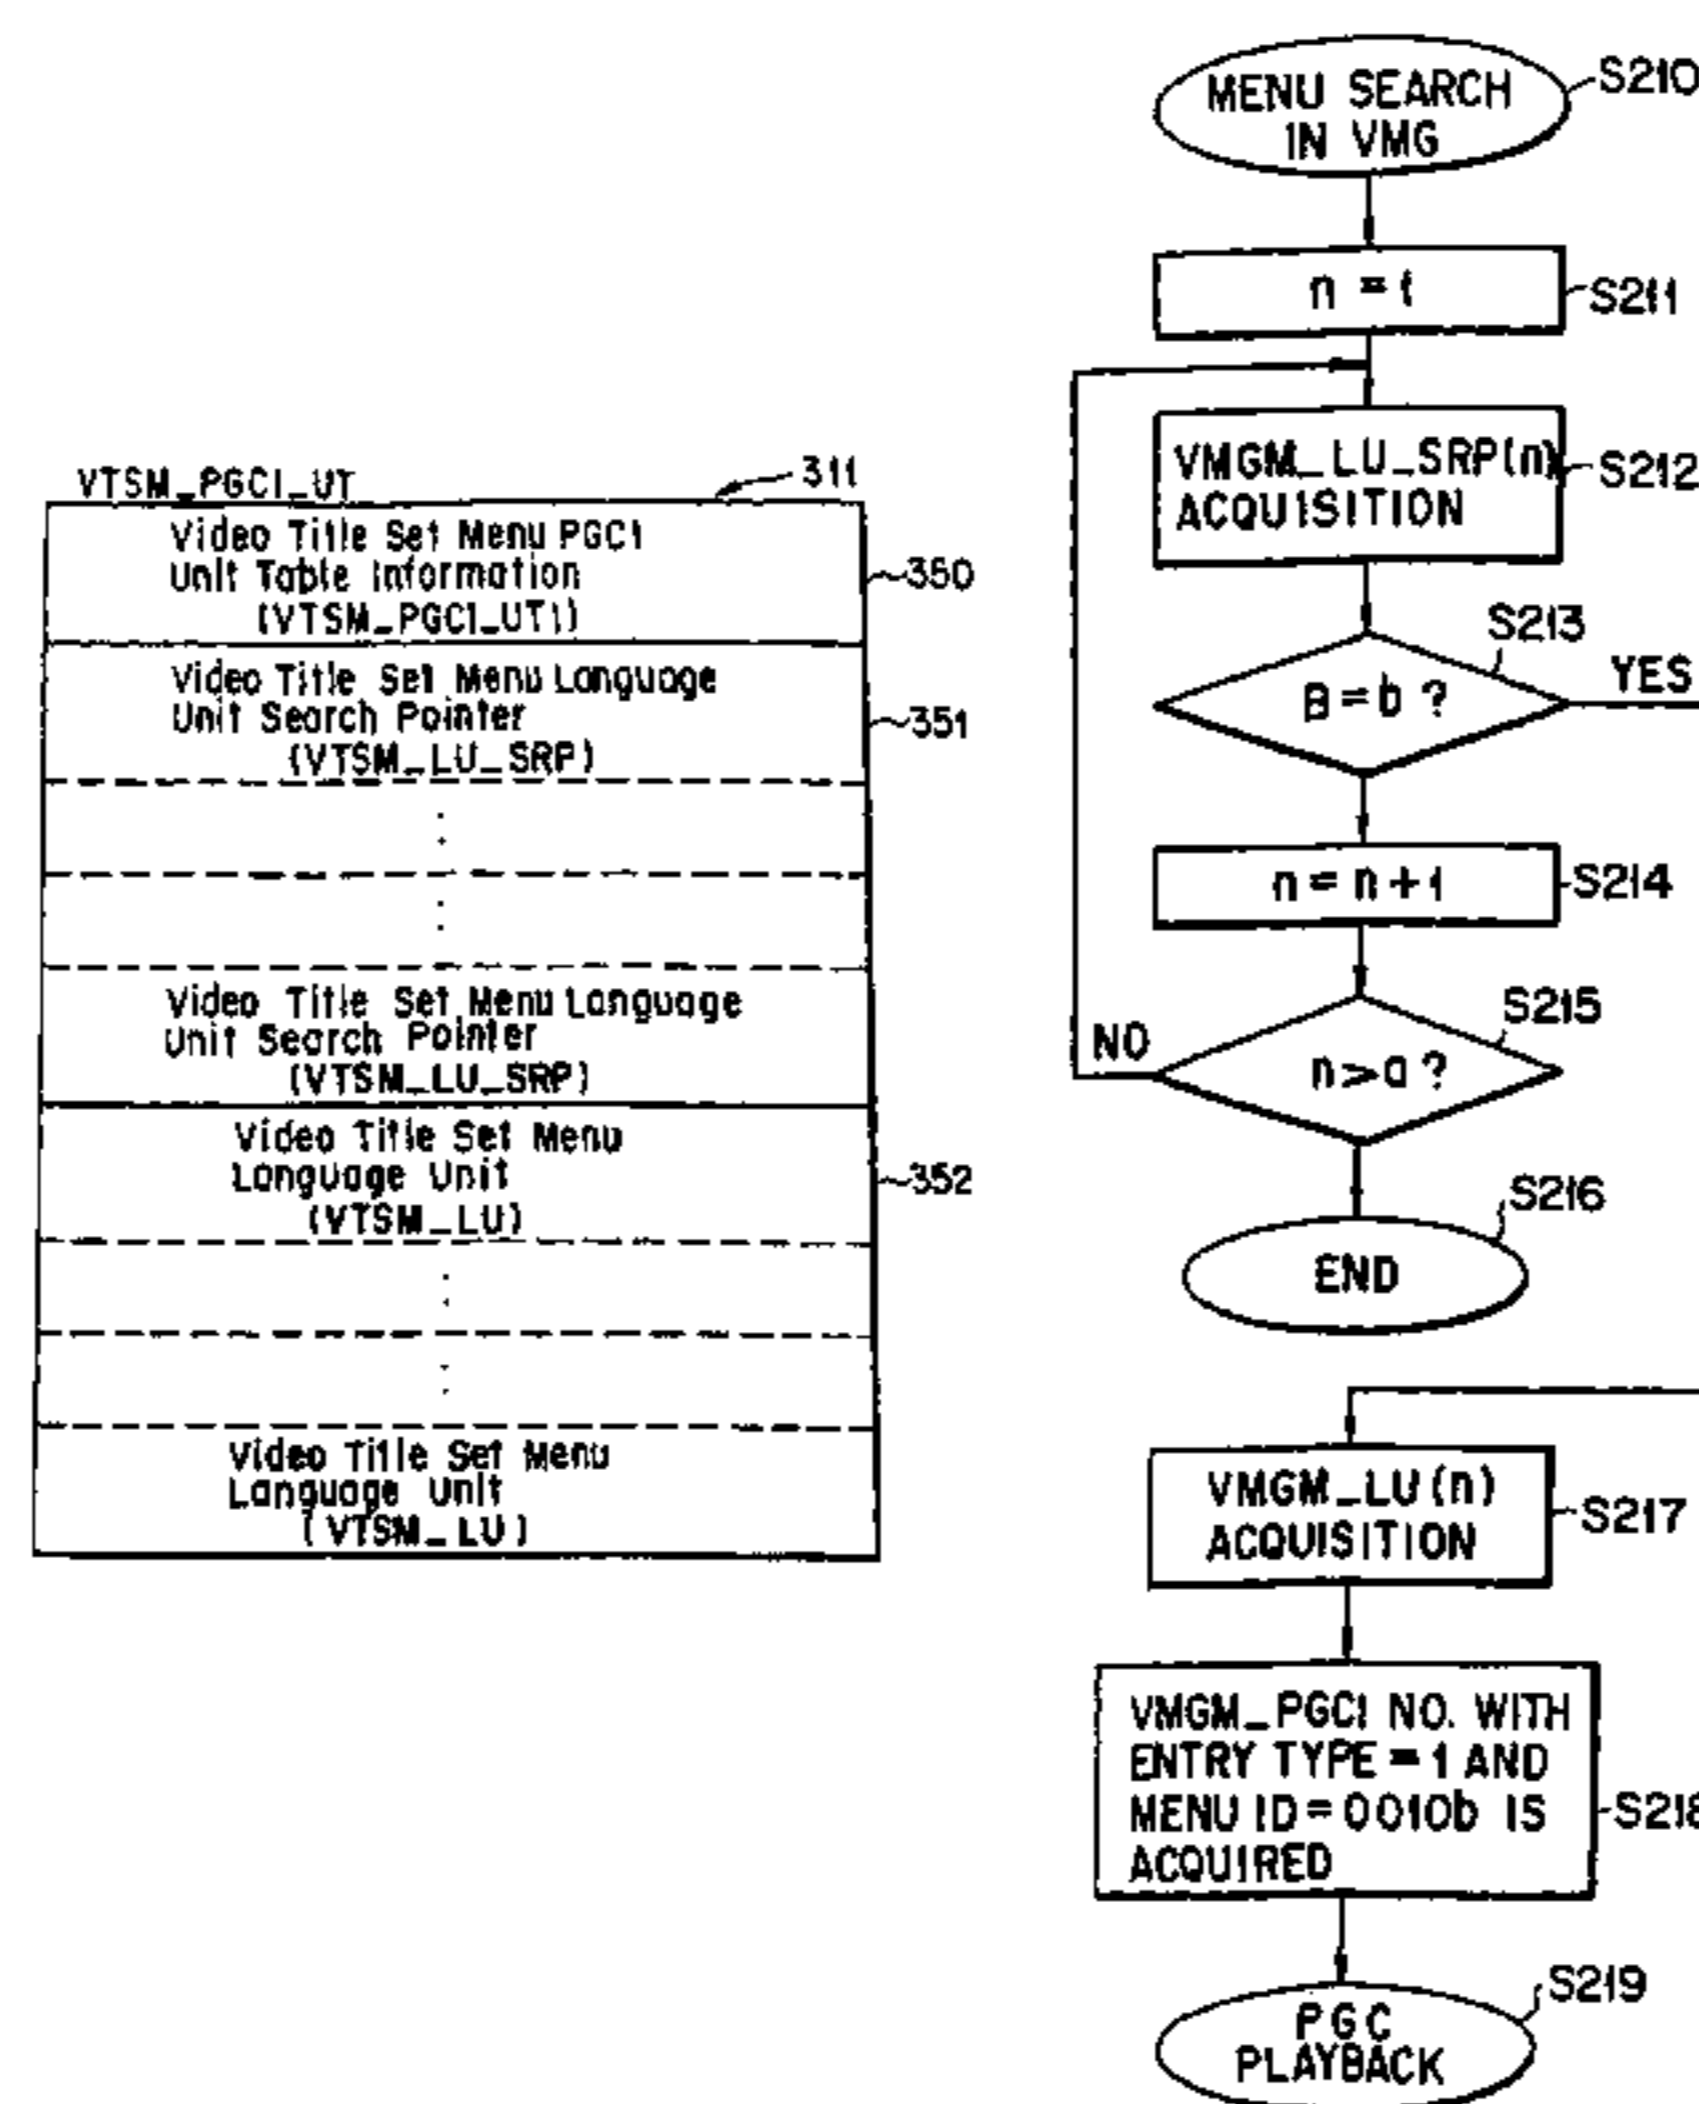 VTSM_PGCI_UT
311
Video Title Set Menu PGCI
Unit Table Information
(VTSM_PGCI_UTI)
350
Video Title Set Menu Language
Unit Search Pointer
(VTSM_LU_SRP)
351
Video Title Set Menu Language
Unit Search Pointer
(VTSM_LU_SRP)
Video Title Set Menu
Language Unit
(VTSM_LU)
352
Video Title Set Menu
Language Unit
(VTSM_LU)
MENU SEARCH
IN VMG
S210
n = 1
S211
VMGM_LU_SRP(n)
ACQUISITION
S212
S213
B = b ?
YES
n = n + 1
S214
S215
NO
n > a ?
S216
END
VMGM_LU(n)
ACQUISITION
S217
VMGM_PGCI NO. WITH
ENTRY TYPE = 1 AND
MENU ID = 0010b IS
ACQUIRED
S218
S219
PGC
PLAYBACK